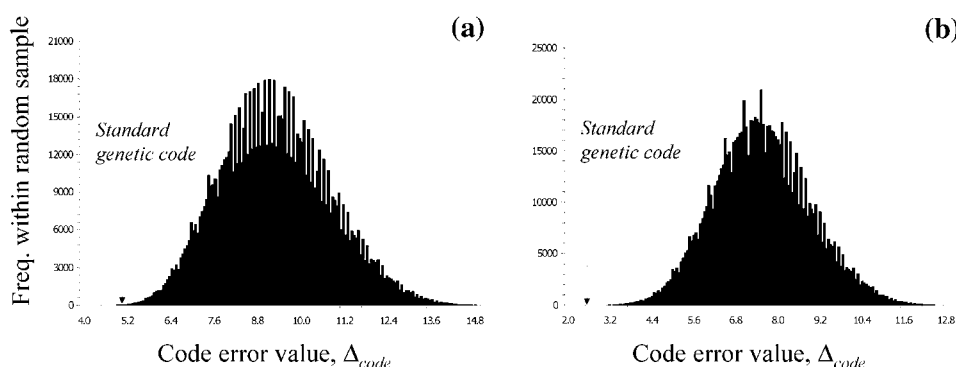 (a)
Freq. within random sample
21000
18000
15000
12000
9000
6000
3000
0
Standard
genetic code
4.0 5.2 6.4 7.6 8.8 10.0 11.2 12.4 13.6 14.8
Code error value, Δcode
(b)
25000
20000
15000
10000
5000
0
Standard
genetic code
2.0 3.2 4.4 5.6 6.8 8.0 9.2 10.4 11.6 12.8
Code error value, Δcode